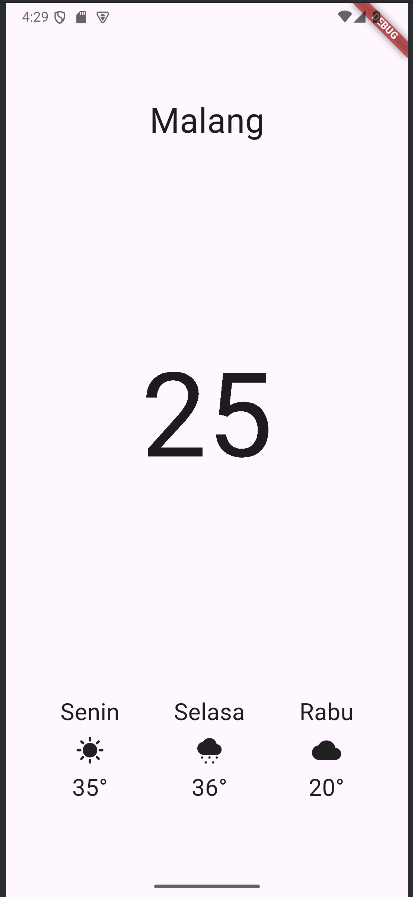 4:29
DEBUG
Malang
25
Senin Selasa Rabu
35° 36° 20°